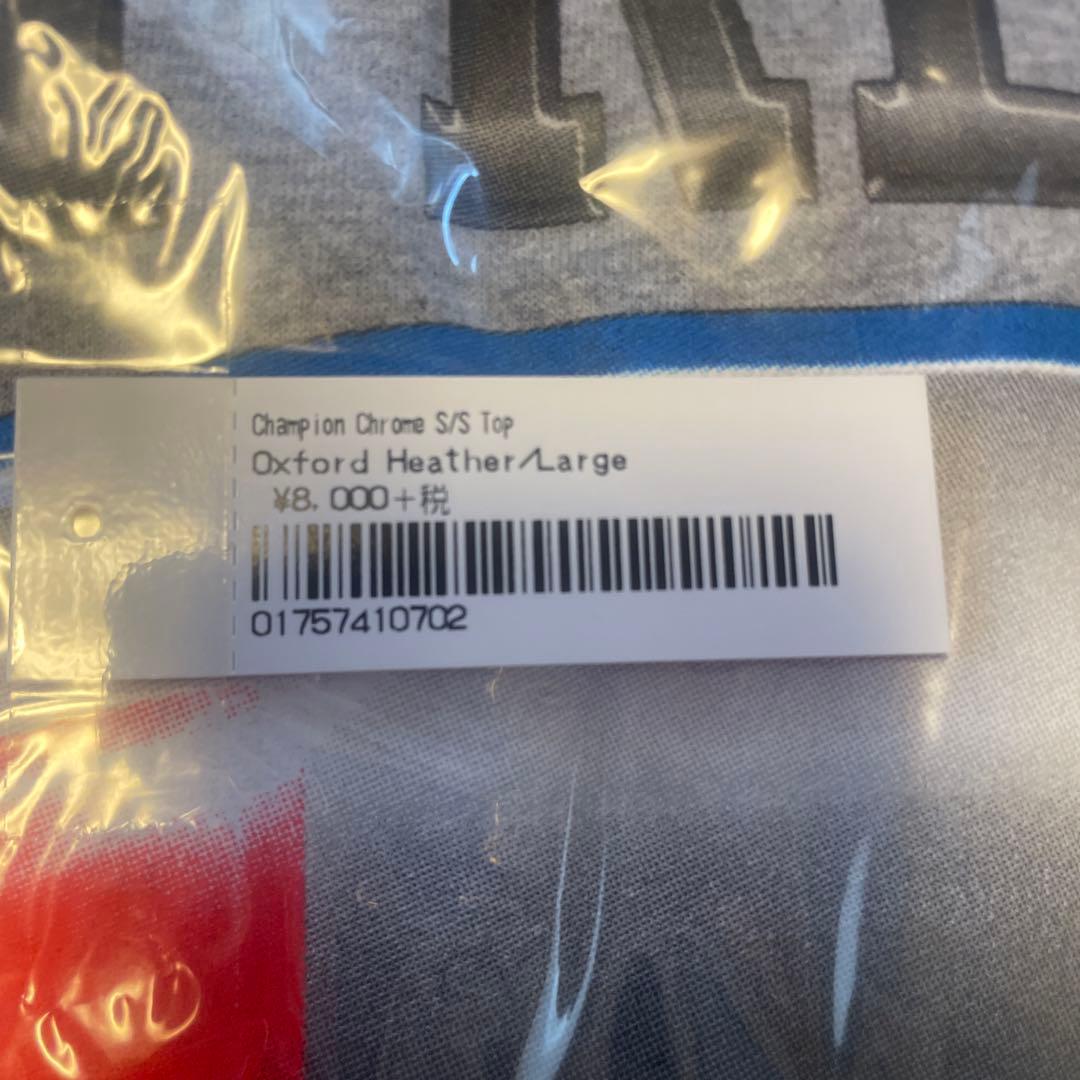 Champion Chrome S/S Top
Oxford Heather/Large
¥8,000+税
01757410702